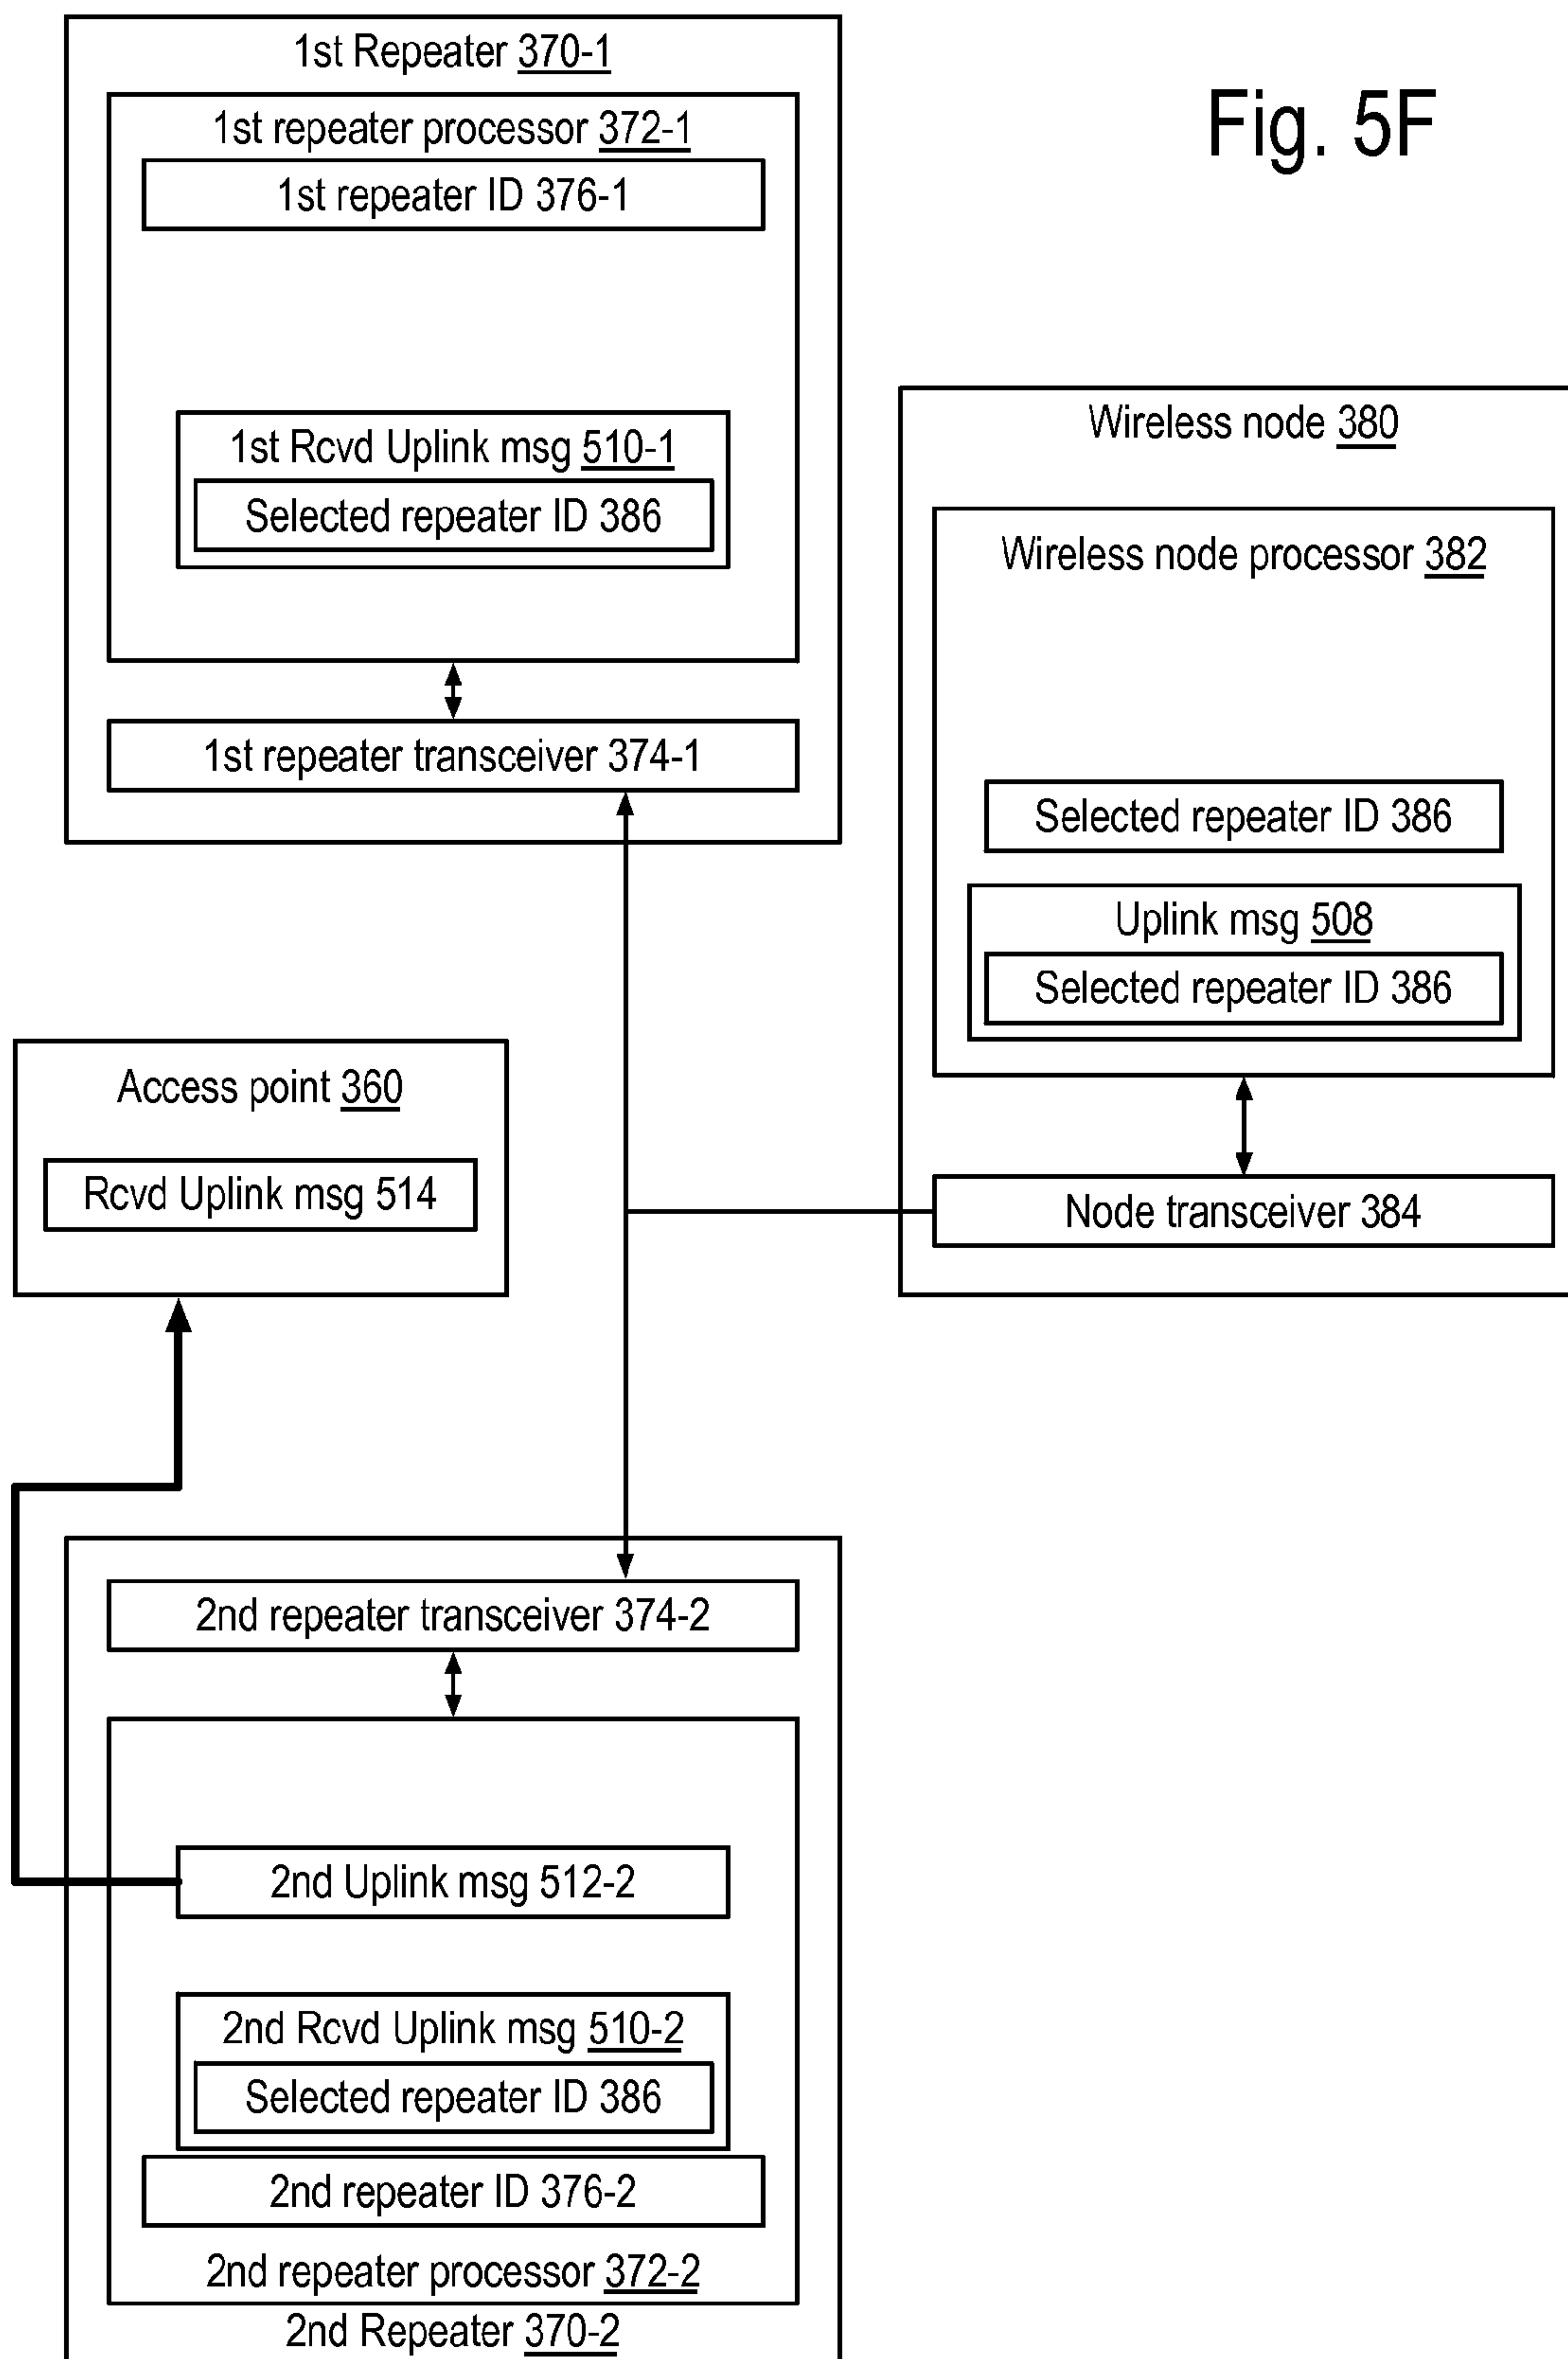 Fig. 5F
1st Repeater 370-1
1st repeater processor 372-1
1st repeater ID 376-1
1st Rcvd Uplink msg 510-1
Selected repeater ID 386
1st repeater transceiver 374-1
Wireless node 380
Wireless node processor 382
Selected repeater ID 386
Uplink msg 508
Selected repeater ID 386
Node transceiver 384
Access point 360
Rcvd Uplink msg 514
2nd repeater transceiver 374-2
2nd Uplink msg 512-2
2nd Rcvd Uplink msg 510-2
Selected repeater ID 386
2nd repeater ID 376-2
2nd repeater processor 372-2
2nd Repeater 370-2